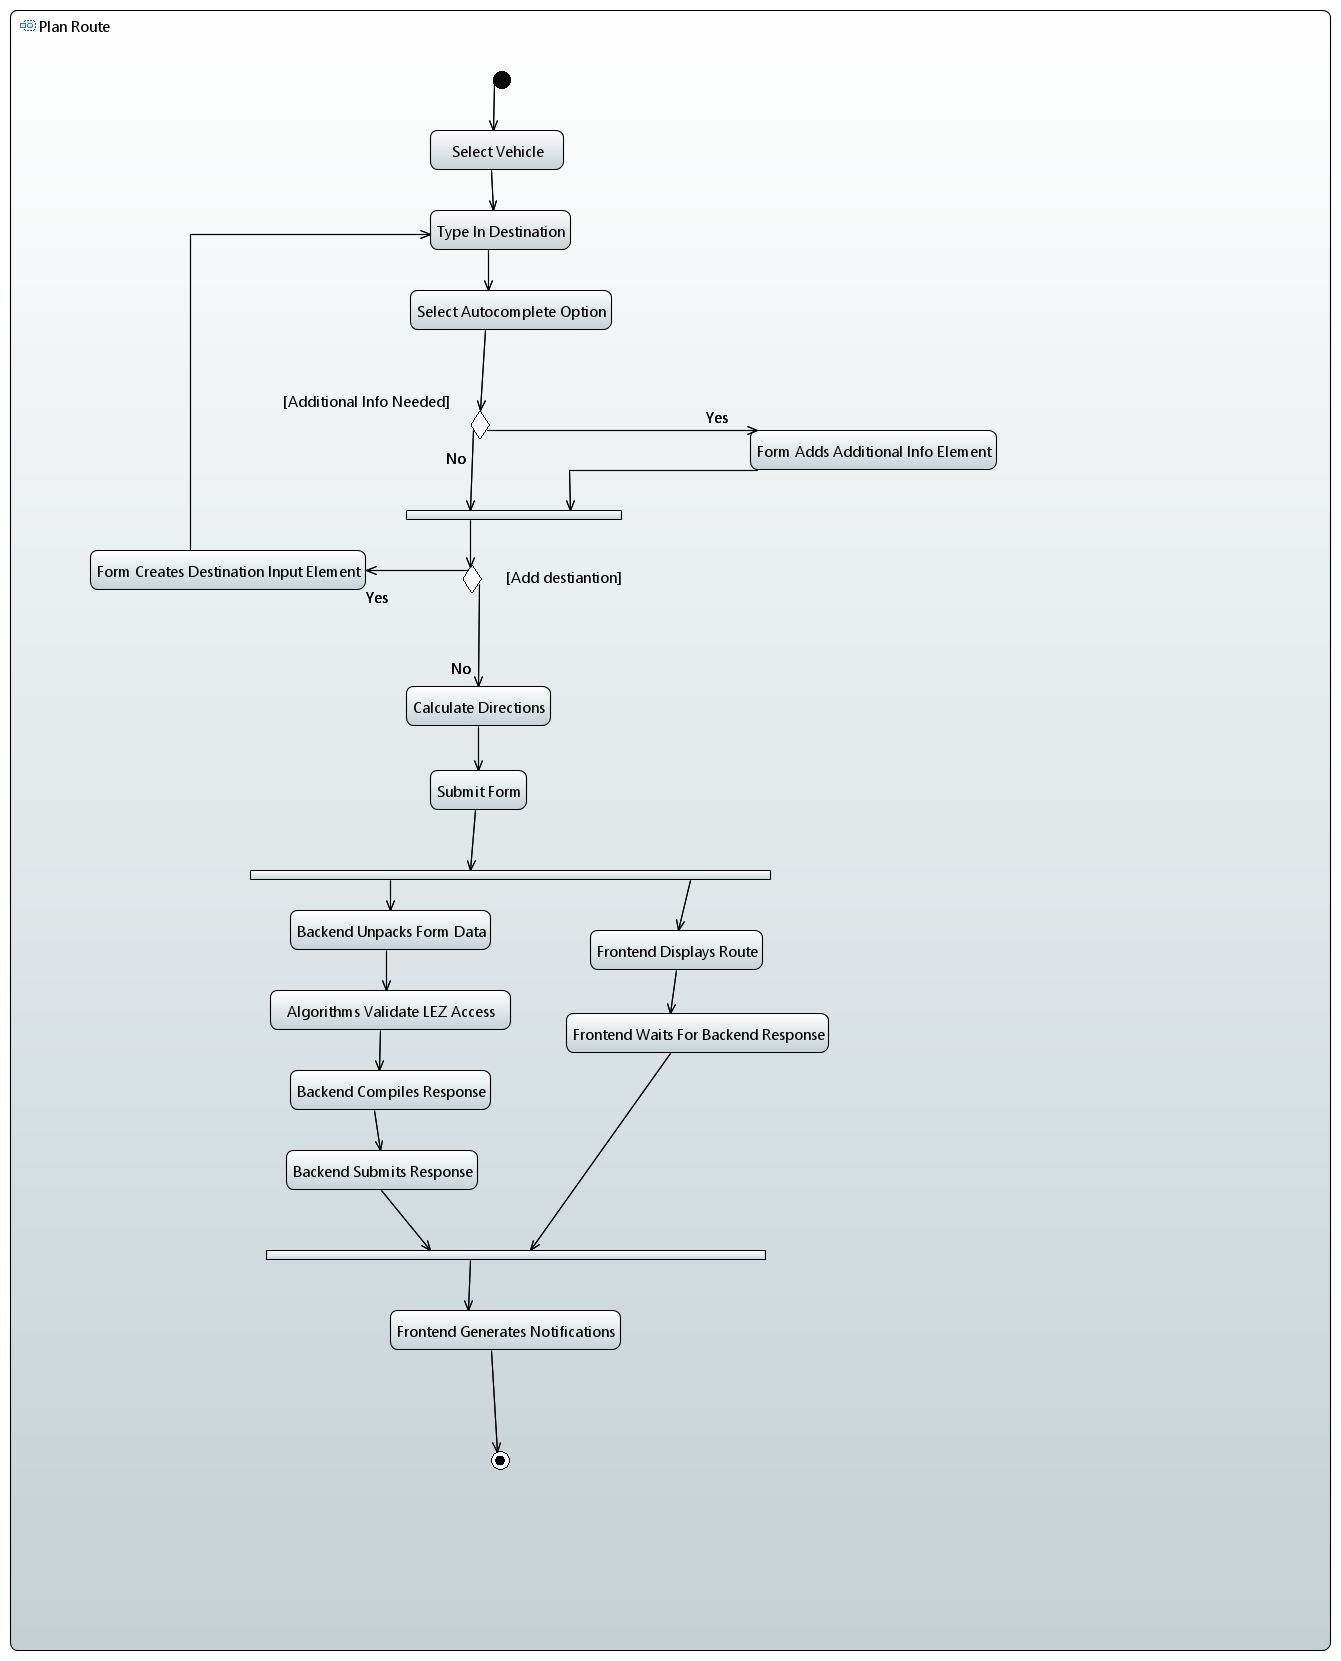 Plan Route
Select Vehicle
Type In Destination
Select Autocomplete Option
[Additional Info Needed]
Yes
Form Adds Additional Info Element
No
Form Creates Destination Input Element
[Add destiantion]
Yes
No
Calculate Directions
Submit Form
Backend Unpacks Form Data
Frontend Displays Route
Algorithms Validate LEZ Access
Frontend Waits For Backend Response
Backend Compiles Response
Backend Submits Response
Frontend Generates Notifications